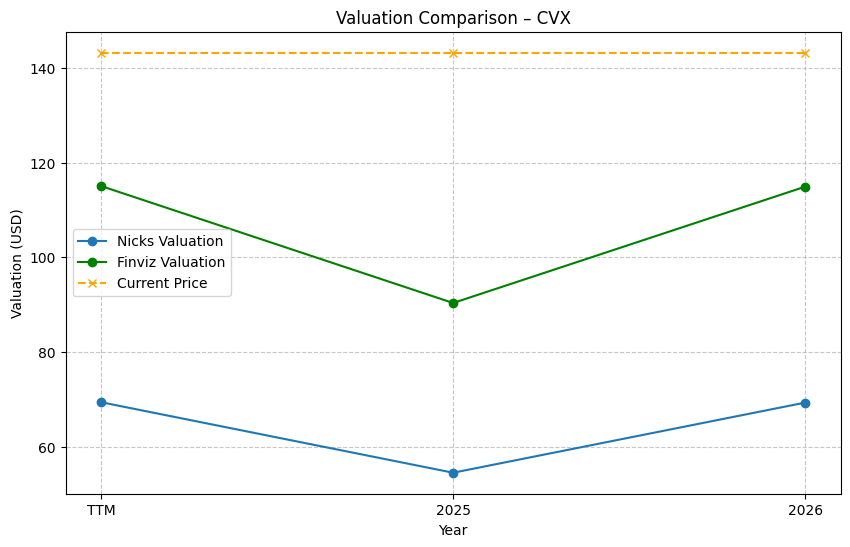 Valuation Comparison – CVX
Valuation (USD)
140
120
100
80
60
Nicks Valuation
Finviz Valuation
Current Price
TTM
2025
2026
Year